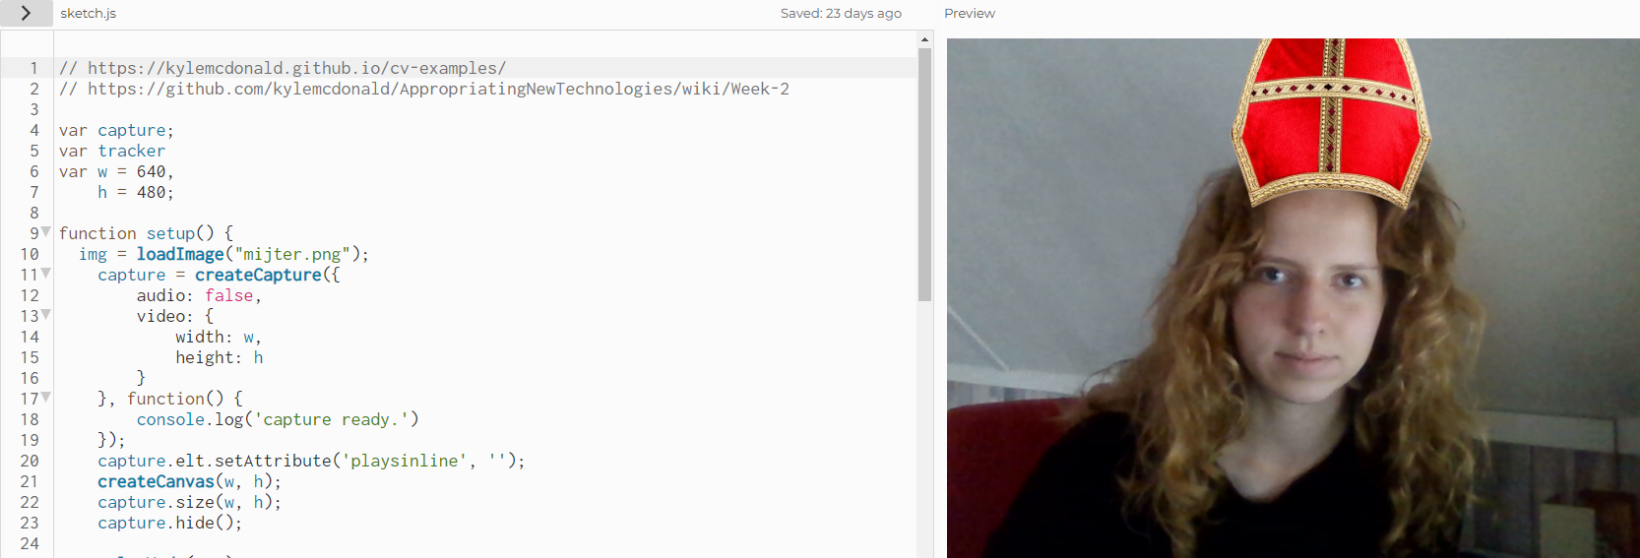 sketch.js
Saved: 23 days ago
Preview
1 // https://kylemcdonald.github.io/cv-examples/
2 // https://github.com/kylemcdonald/AppropriatingNewTechnologies/wiki/Week-2
3
4 var capture;
5 var tracker
6 var w = 640,
7     h = 480;
8
9 function setup() {
10   img = loadImage("mijter.png");
11     capture = createCapture({
12         audio: false,
13         video: {
14             width: w,
15             height: h
16         }
17     }, function() {
18         console.log('capture ready.')
19     });
20     capture.elt.setAttribute('playsinline', '');
21     createCanvas(w, h);
22     capture.size(w, h);
23     capture.hide();
24